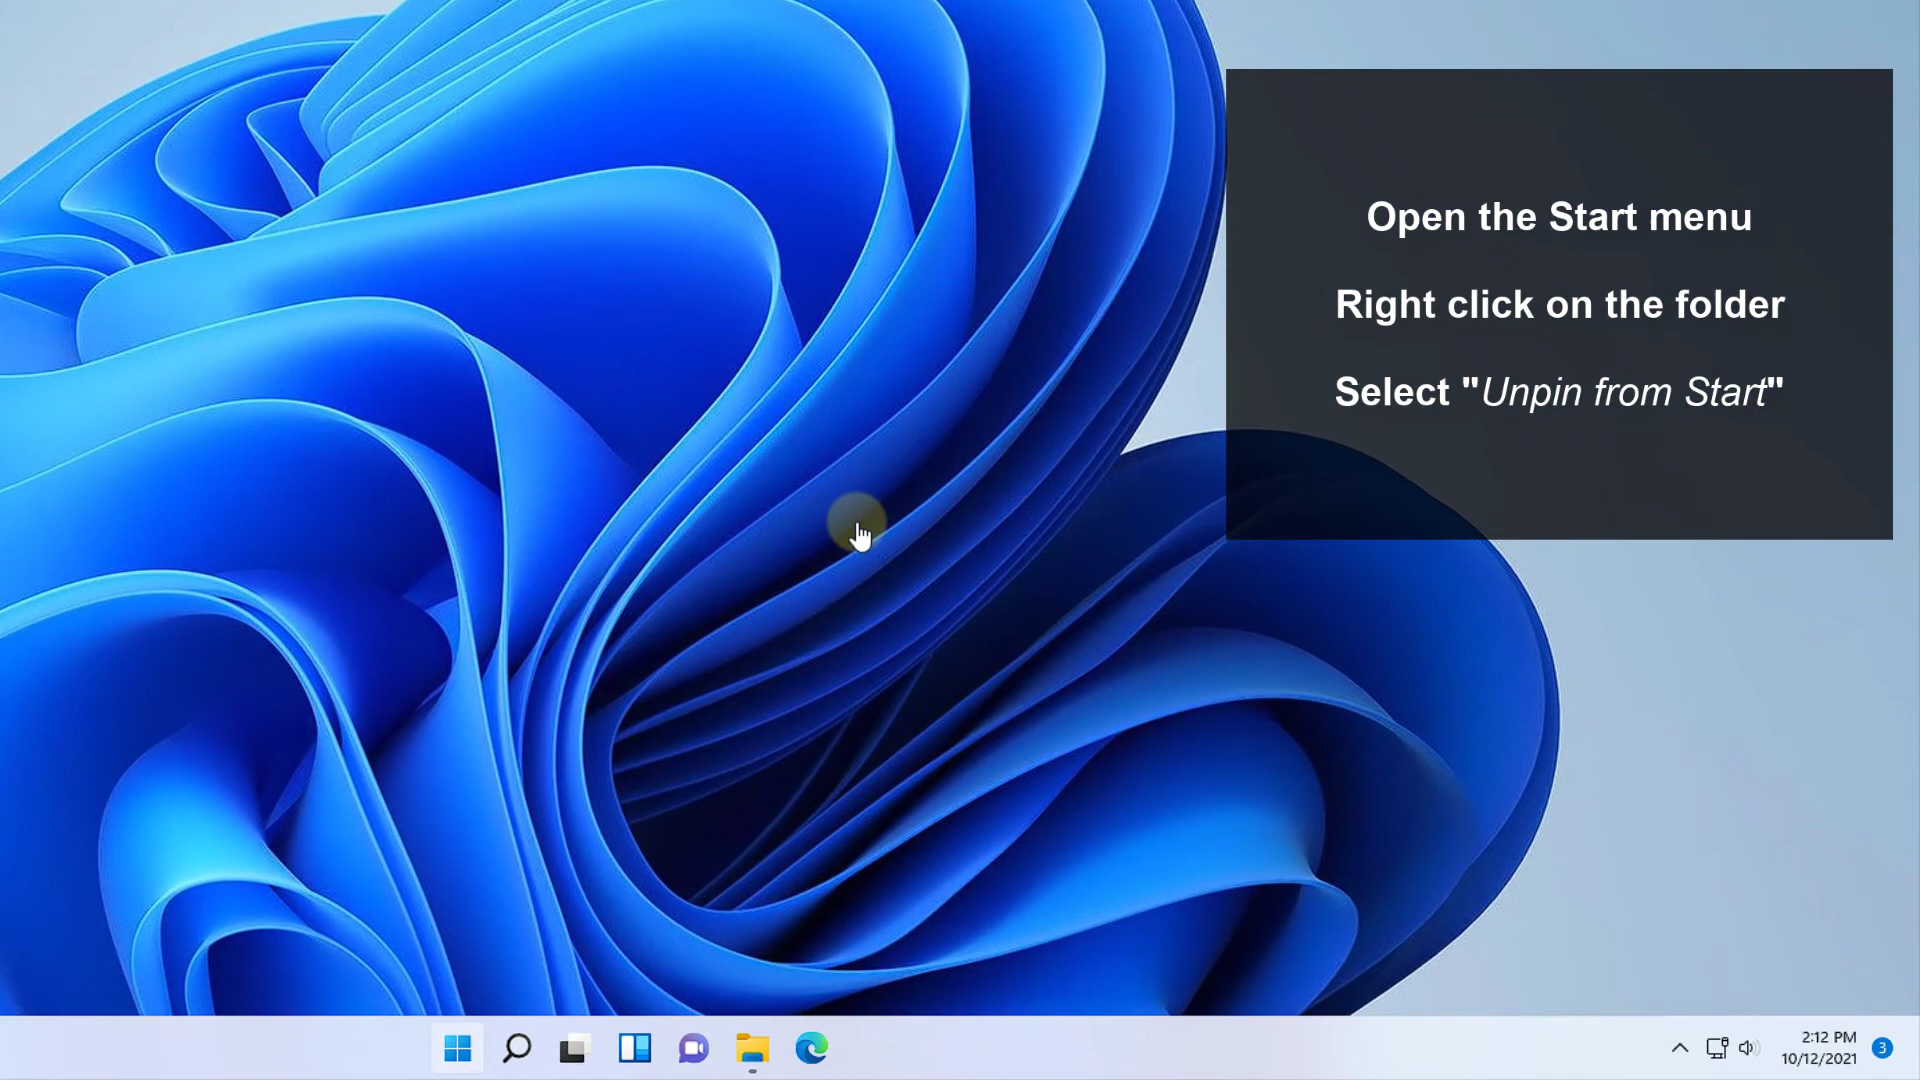 Open the Start menu
Right click on the folder
Select "Unpin from Start"
2:12 PM
10/12/2021
3